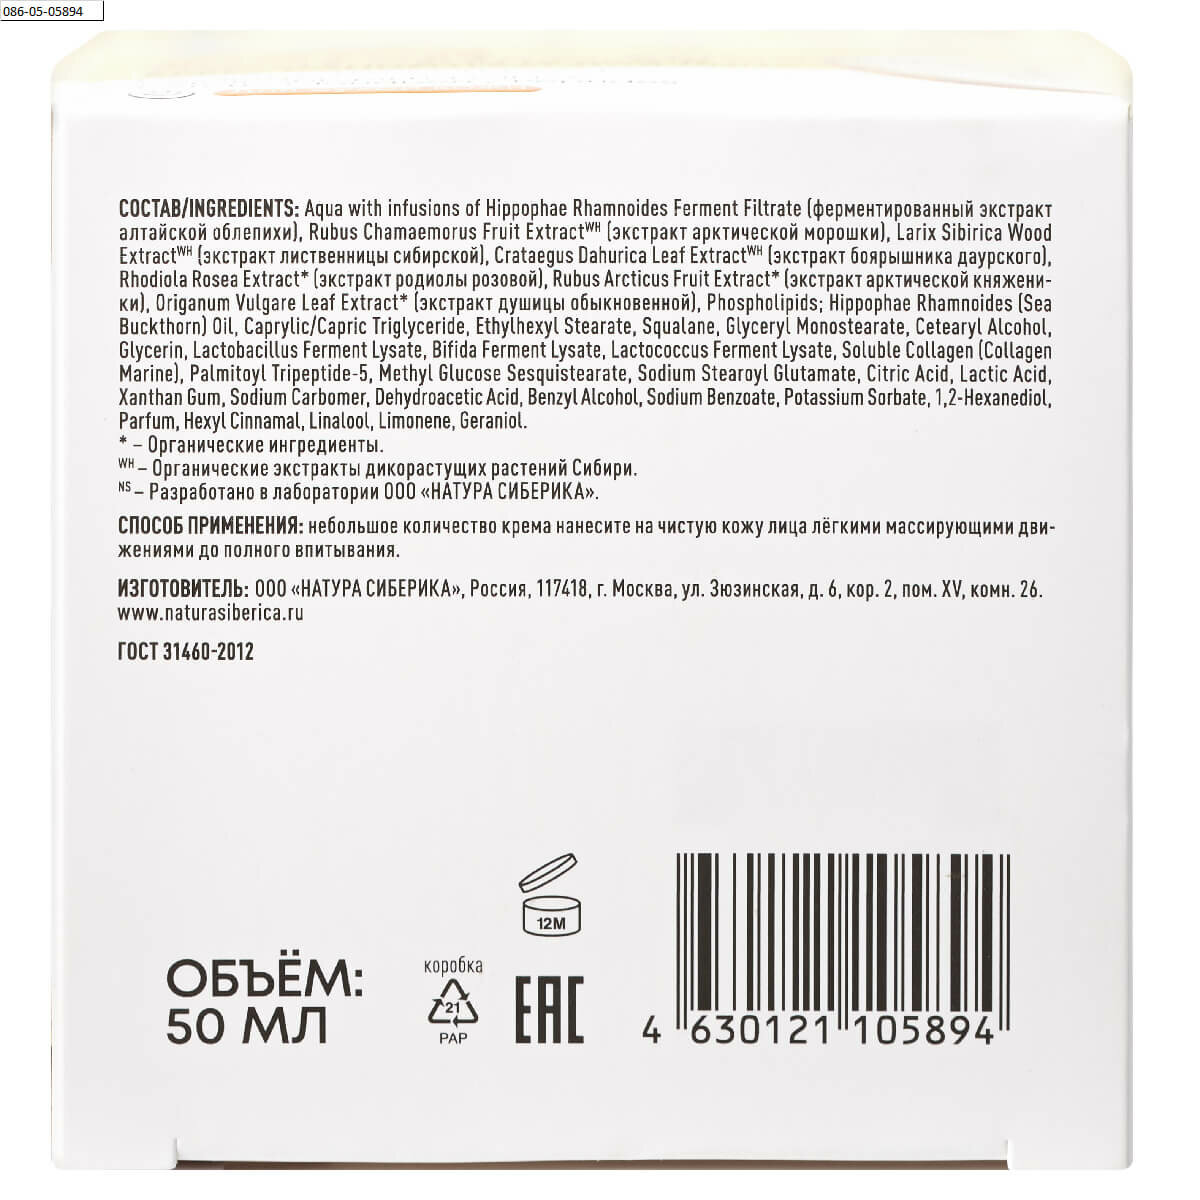 086-05-05894
СОСТАВ/INGREDIENTS: Aqua with infusions of Hippophae Rhamnoides Ferment Filtrate (ферментированный экстракт
алтайской облепихи), Rubus Chamaemorus Fruit Extractᵂᴴ (экстракт арктической морошки), Larix Sibirica Wood
Extractᵂᴴ (экстракт лиственницы сибирской), Crataegus Dahurica Leaf Extractᵂᴴ (экстракт боярышника даурского),
Rhodiola Rosea Extract* (экстракт родиолы розовой), Rubus Arcticus Fruit Extract* (экстракт арктической княжени-
ки), Origanum Vulgare Leaf Extract* (экстракт душицы обыкновенной), Phospholipids; Hippophae Rhamnoides (Sea
Buckthorn) Oil, Caprylic/Capric Triglyceride, Ethylhexyl Stearate, Squalane, Glyceryl Monostearate, Cetearyl Alcohol,
Glycerin, Lactobacillus Ferment Lysate, Bifida Ferment Lysate, Lactococcus Ferment Lysate, Soluble Collagen (Collagen
Marine), Palmitoyl Tripeptide-5, Methyl Glucose Sesquistearate, Sodium Stearoyl Glutamate, Citric Acid, Lactic Acid,
Xanthan Gum, Sodium Carbomer, Dehydroacetic Acid, Benzyl Alcohol, Sodium Benzoate, Potassium Sorbate, 1,2-Hexanediol,
Parfum, Hexyl Cinnamal, Linalool, Limonene, Geraniol.
* – Органические ингредиенты.
ᵂᴴ – Органические экстракты дикорастущих растений Сибири.
ᴺˢ – Разработано в лаборатории ООО «НАТУРА СИБЕРИКА».
СПОСОБ ПРИМЕНЕНИЯ: небольшое количество крема нанесите на чистую кожу лица лёгкими массирующими дви-
жениями до полного впитывания.
ИЗГОТОВИТЕЛЬ: ООО «НАТУРА СИБЕРИКА», Россия, 117418, г. Москва, ул. Зюзинская, д. 6, кор. 2, пом. XV, комн. 26.
www.naturasiberica.ru
ГОСТ 31460-2012
12M
ОБЪЁМ:
50 МЛ
коробка
21
PAP
EAC
4 630121 105894